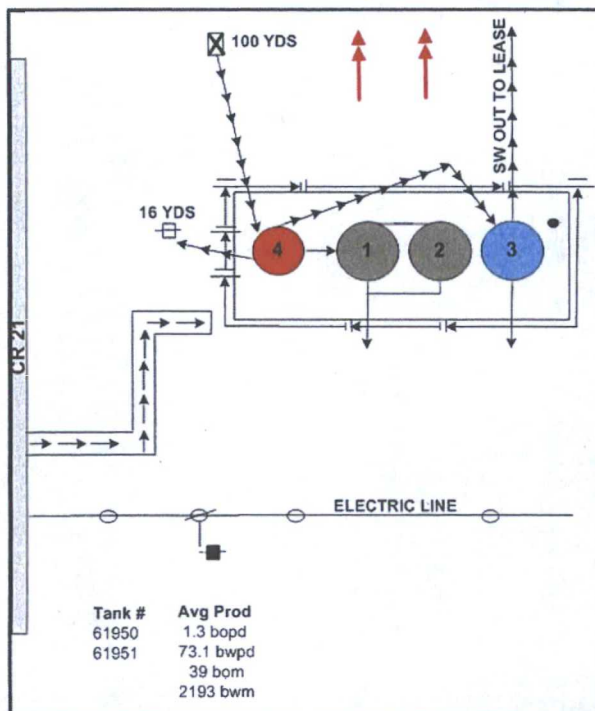 100 YDS
SW OUT TO LEASE
16 YDS
4
1
2
3
CR 21
ELECTRIC LINE
Tank # Avg Prod
61950 1.3 bopd
61951 73.1 bwpd
39 bom
2193 bwm